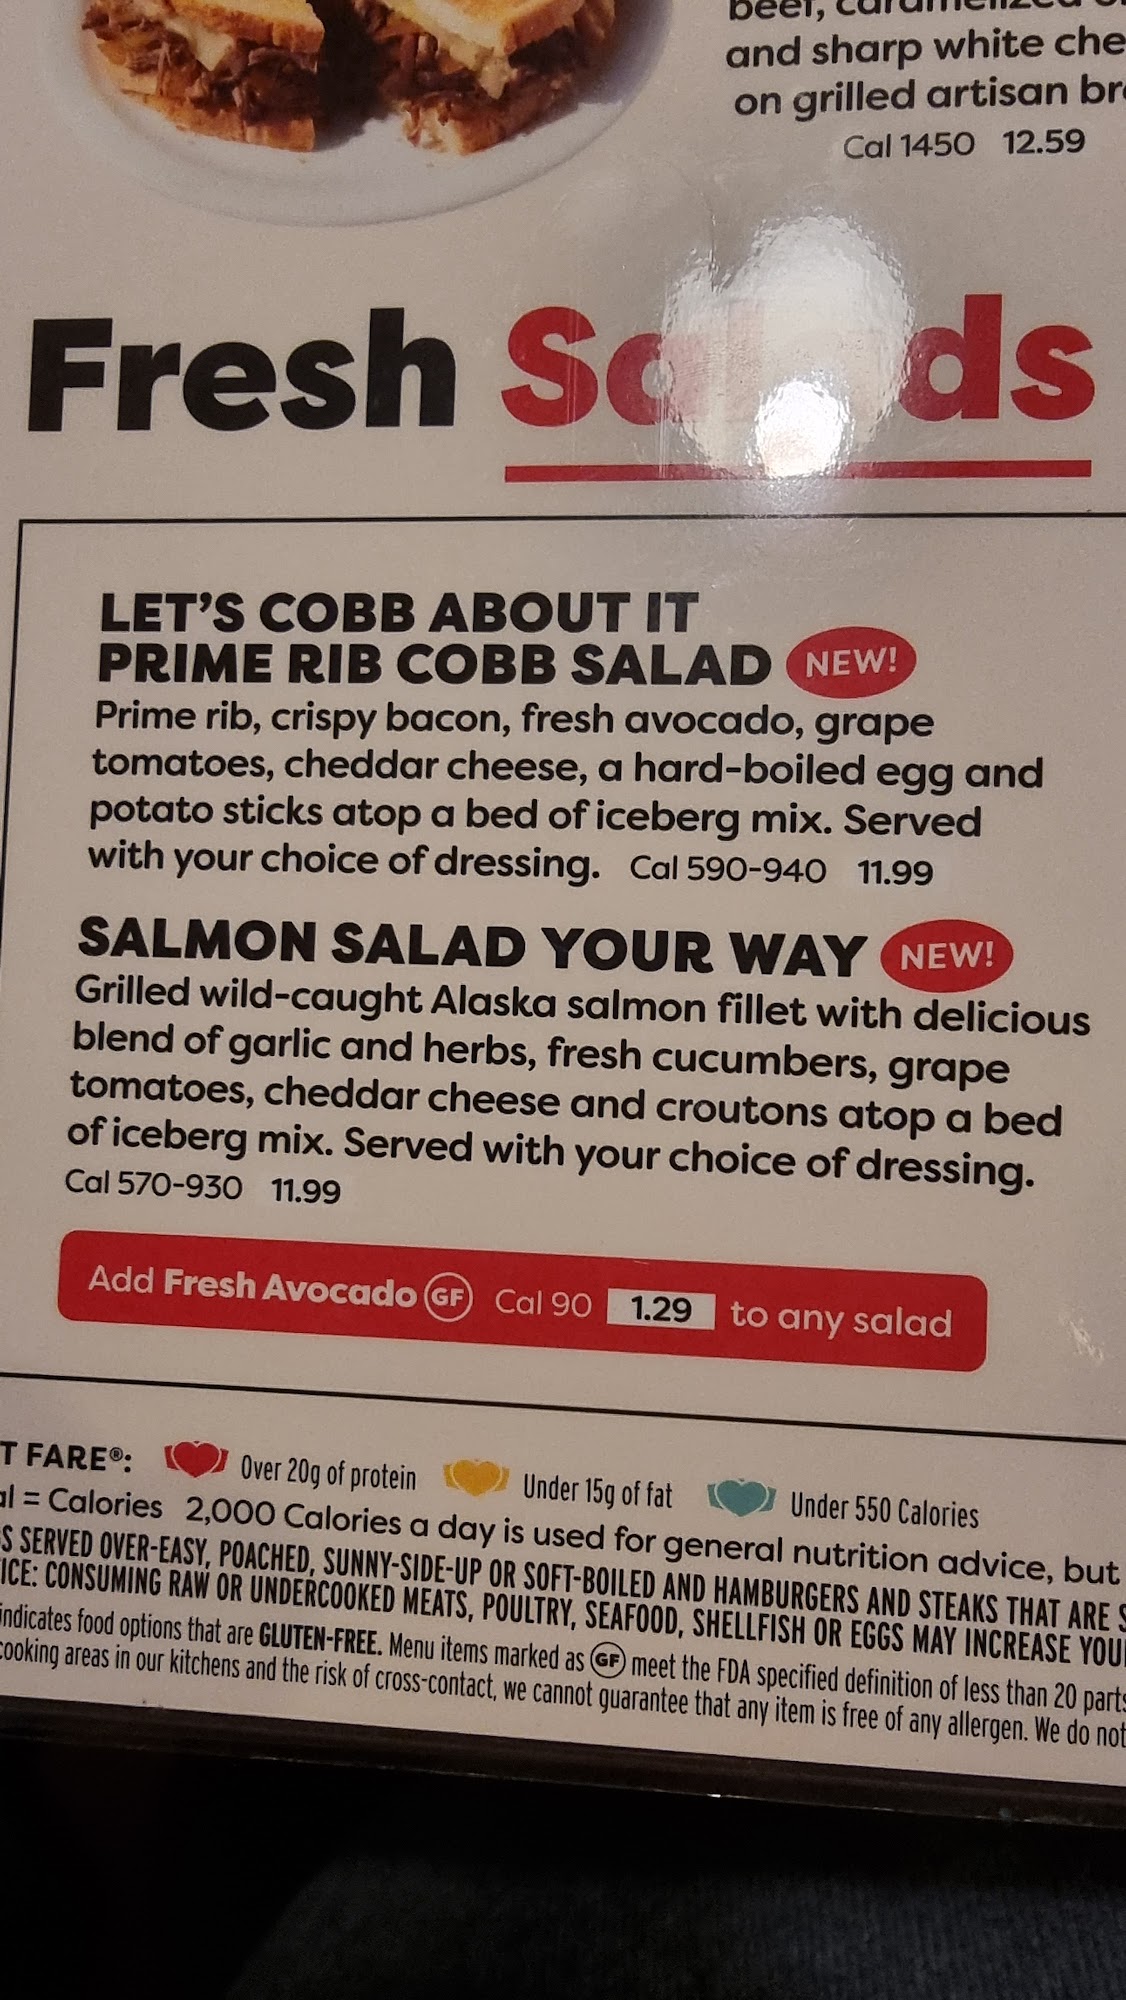 and sharp white che
on grilled artisan br
Cal 1450 12.59
Fresh Salads
LET'S COBB ABOUT IT
PRIME RIB COBB SALAD NEW!
Prime rib, crispy bacon, fresh avocado, grape
tomatoes, cheddar cheese, a hard-boiled egg and
potato sticks atop a bed of iceberg mix. Served
with your choice of dressing. Cal 590-940 11.99
SALMON SALAD YOUR WAY NEW!
Grilled wild-caught Alaska salmon fillet with delicious
blend of garlic and herbs, fresh cucumbers, grape
tomatoes, cheddar cheese and croutons atop a bed
of iceberg mix. Served with your choice of dressing.
Cal 570-930 11.99
Add Fresh Avocado GF Cal 90 1.29 to any salad
T FARE®: Over 20g of protein Under 15g of fat Under 550 Calories
al = Calories 2,000 Calories a day is used for general nutrition advice, but
S SERVED OVER-EASY, POACHED, SUNNY-SIDE-UP OR SOFT-BOILED AND HAMBURGERS AND STEAKS THAT ARE S
ICE: CONSUMING RAW OR UNDERCOOKED MEATS, POULTRY, SEAFOOD, SHELLFISH OR EGGS MAY INCREASE YOU
indicates food options that are GLUTEN-FREE. Menu items marked as GF meet the FDA specified definition of less than 20 parts
cooking areas in our kitchens and the risk of cross-contact, we cannot guarantee that any item is free of any allergen. We do not